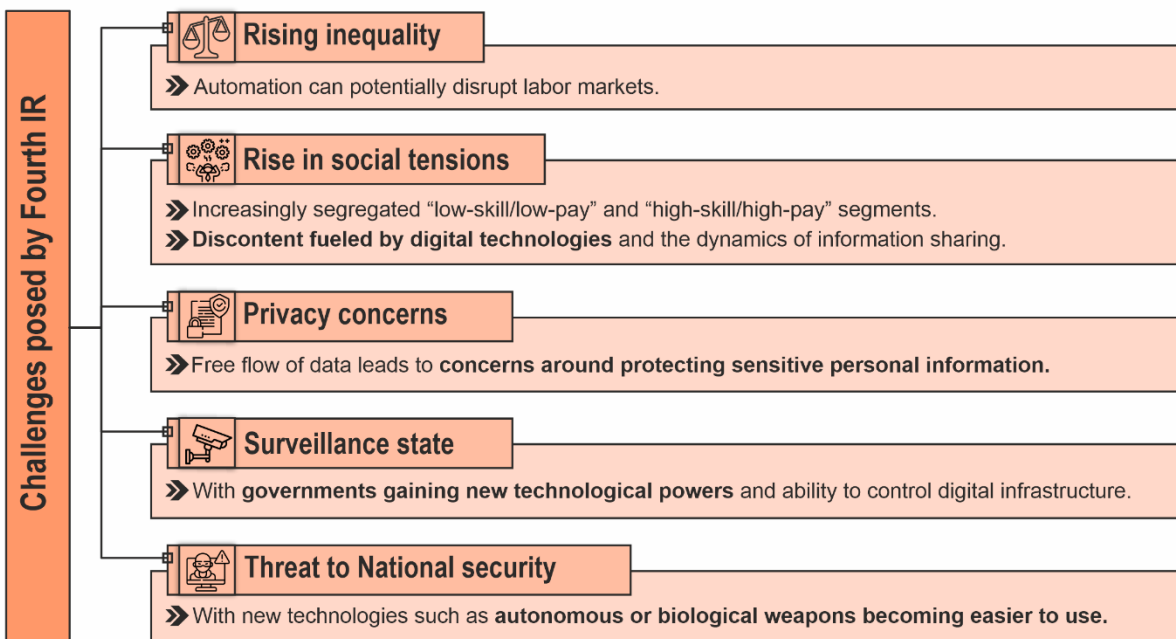 Challenges posed by Fourth IR
Rising inequality
Automation can potentially disrupt labor markets.
Rise in social tensions
Increasingly segregated “low-skill/low-pay” and “high-skill/high-pay” segments.
Discontent fueled by digital technologies and the dynamics of information sharing.
Privacy concerns
Free flow of data leads to concerns around protecting sensitive personal information.
Surveillance state
With governments gaining new technological powers and ability to control digital infrastructure.
Threat to National security
With new technologies such as autonomous or biological weapons becoming easier to use.